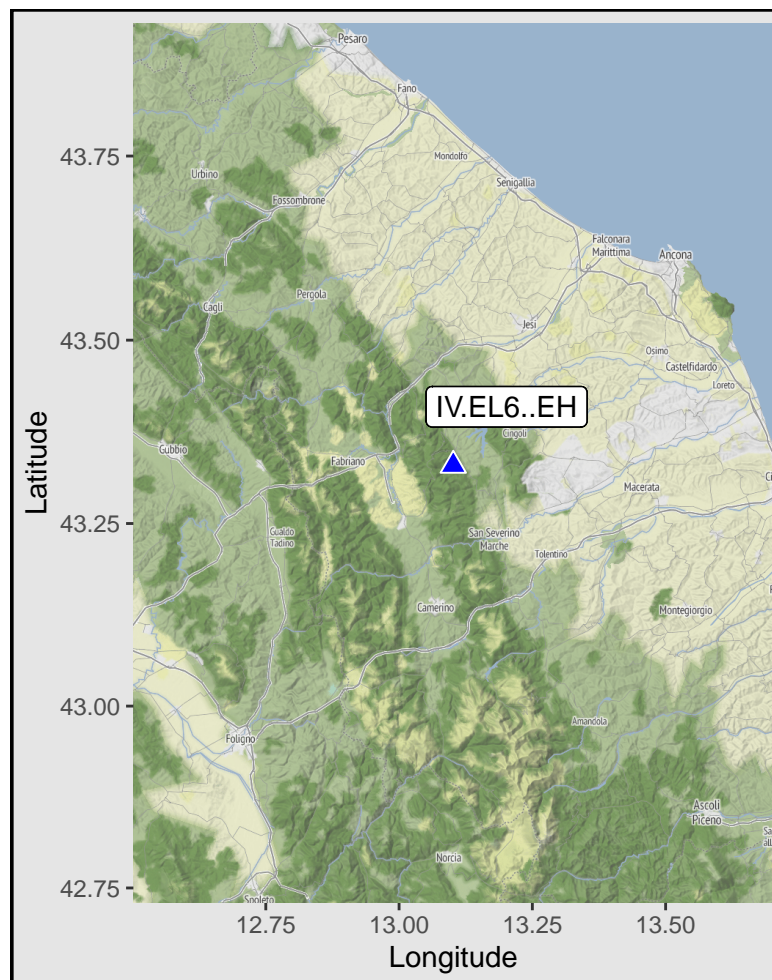 Pesaro
Fano
43.75
Mondolfo
Urbino
Senigallia
Fossombrone
Falconara
Marittima
Ancona
Pergola
Cagli
Jesi
43.50
Osimo
Castelfidardo
Loreto
IV.EL6..EH
Cingoli
Gubbio
Fabriano
Macerata
Latitude
43.25
Gualdo
Tadino
San Severino
Marche
Tolentino
Camerino
Montegiorgio
43.00
Amandola
Foligno
Ascoli
Piceno
Norcia
42.75
Spoleto
12.75
13.00
13.25
13.50
Longitude